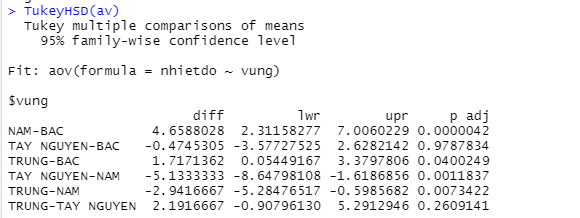 > TukeyHSD(av)
Tukey multiple comparisons of means
95% family-wise confidence level
Fit: aov(formula = nhietdo ~ vung)
$vung
diff lwr upr p adj
NAM-BAC 4.6588028 2.31158277 7.0060229 0.0000042
TAY NGUYEN-BAC -0.4745305 -3.57727525 2.6282142 0.9787834
TRUNG-BAC 1.7171362 0.05449167 3.3797806 0.0400249
TAY NGUYEN-NAM -5.1333333 -8.64798108 -1.6186856 0.0011837
TRUNG-NAM -2.9416667 -5.28476517 -0.5985682 0.0073422
TRUNG-TAY NGUYEN 2.1916667 -0.90796130 5.2912946 0.2609141